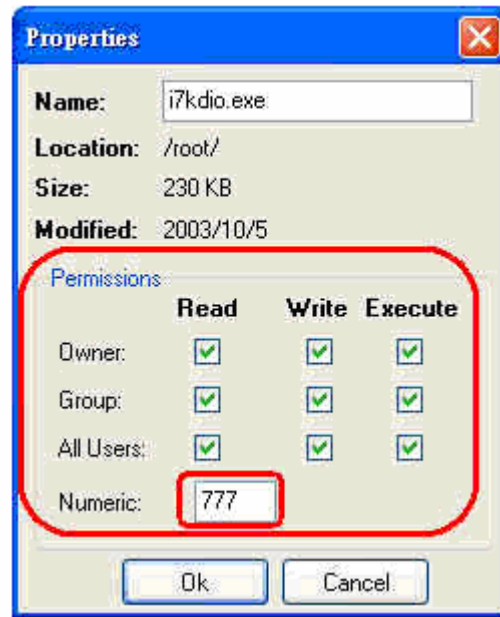 Properties
Name: i7kdio.exe
Location: /root/
Size: 230 KB
Modified: 2003/10/5
Permissions
Read Write Execute
Owner:
Group:
All Users:
Numeric: 777
Ok Cancel